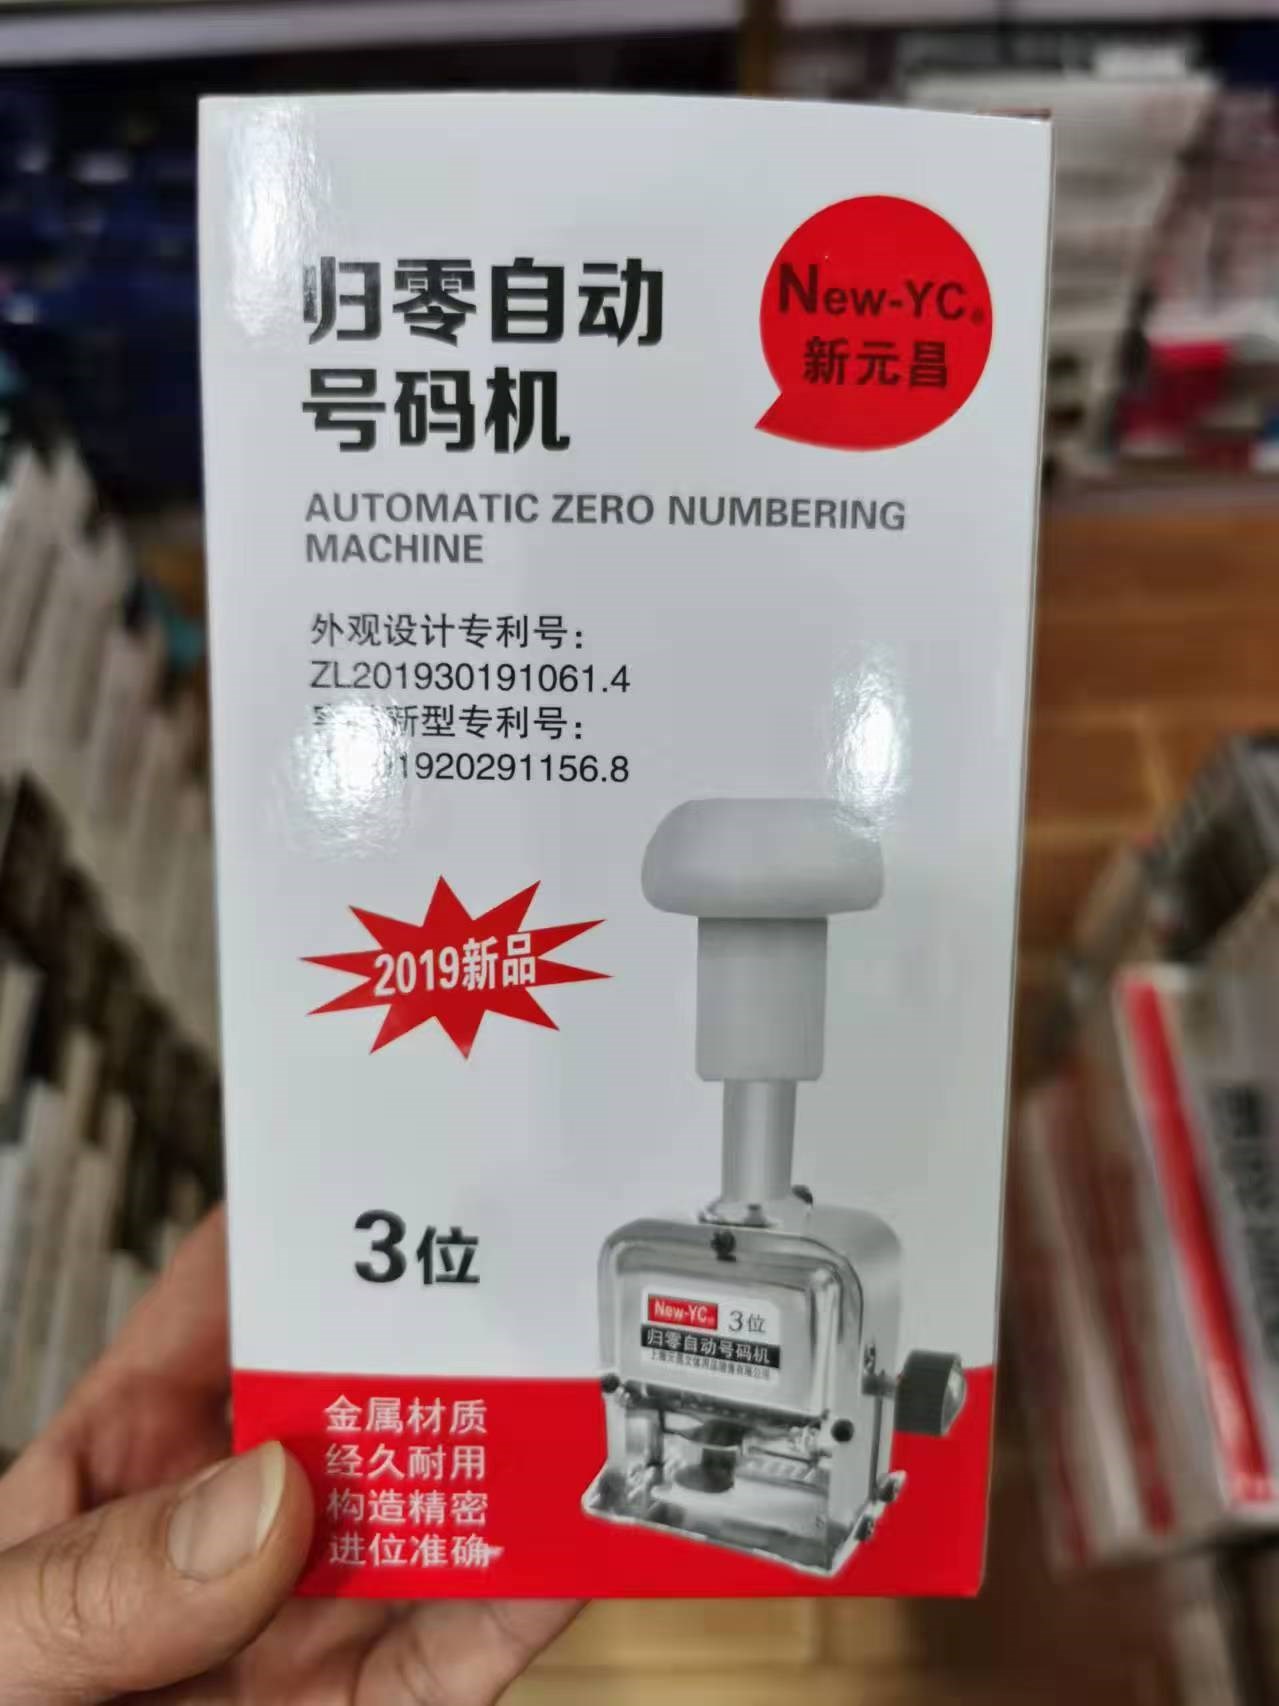 归零自动
号码机
New-YC®
新元昌
AUTOMATIC ZERO NUMBERING
MACHINE
外观设计专利号：
ZL201930191061.4
新型专利号：
1920291156.8
2019新品
3位
New-YC® 3位
归零自动号码机
金属材质
经久耐用
构造精密
进位准确